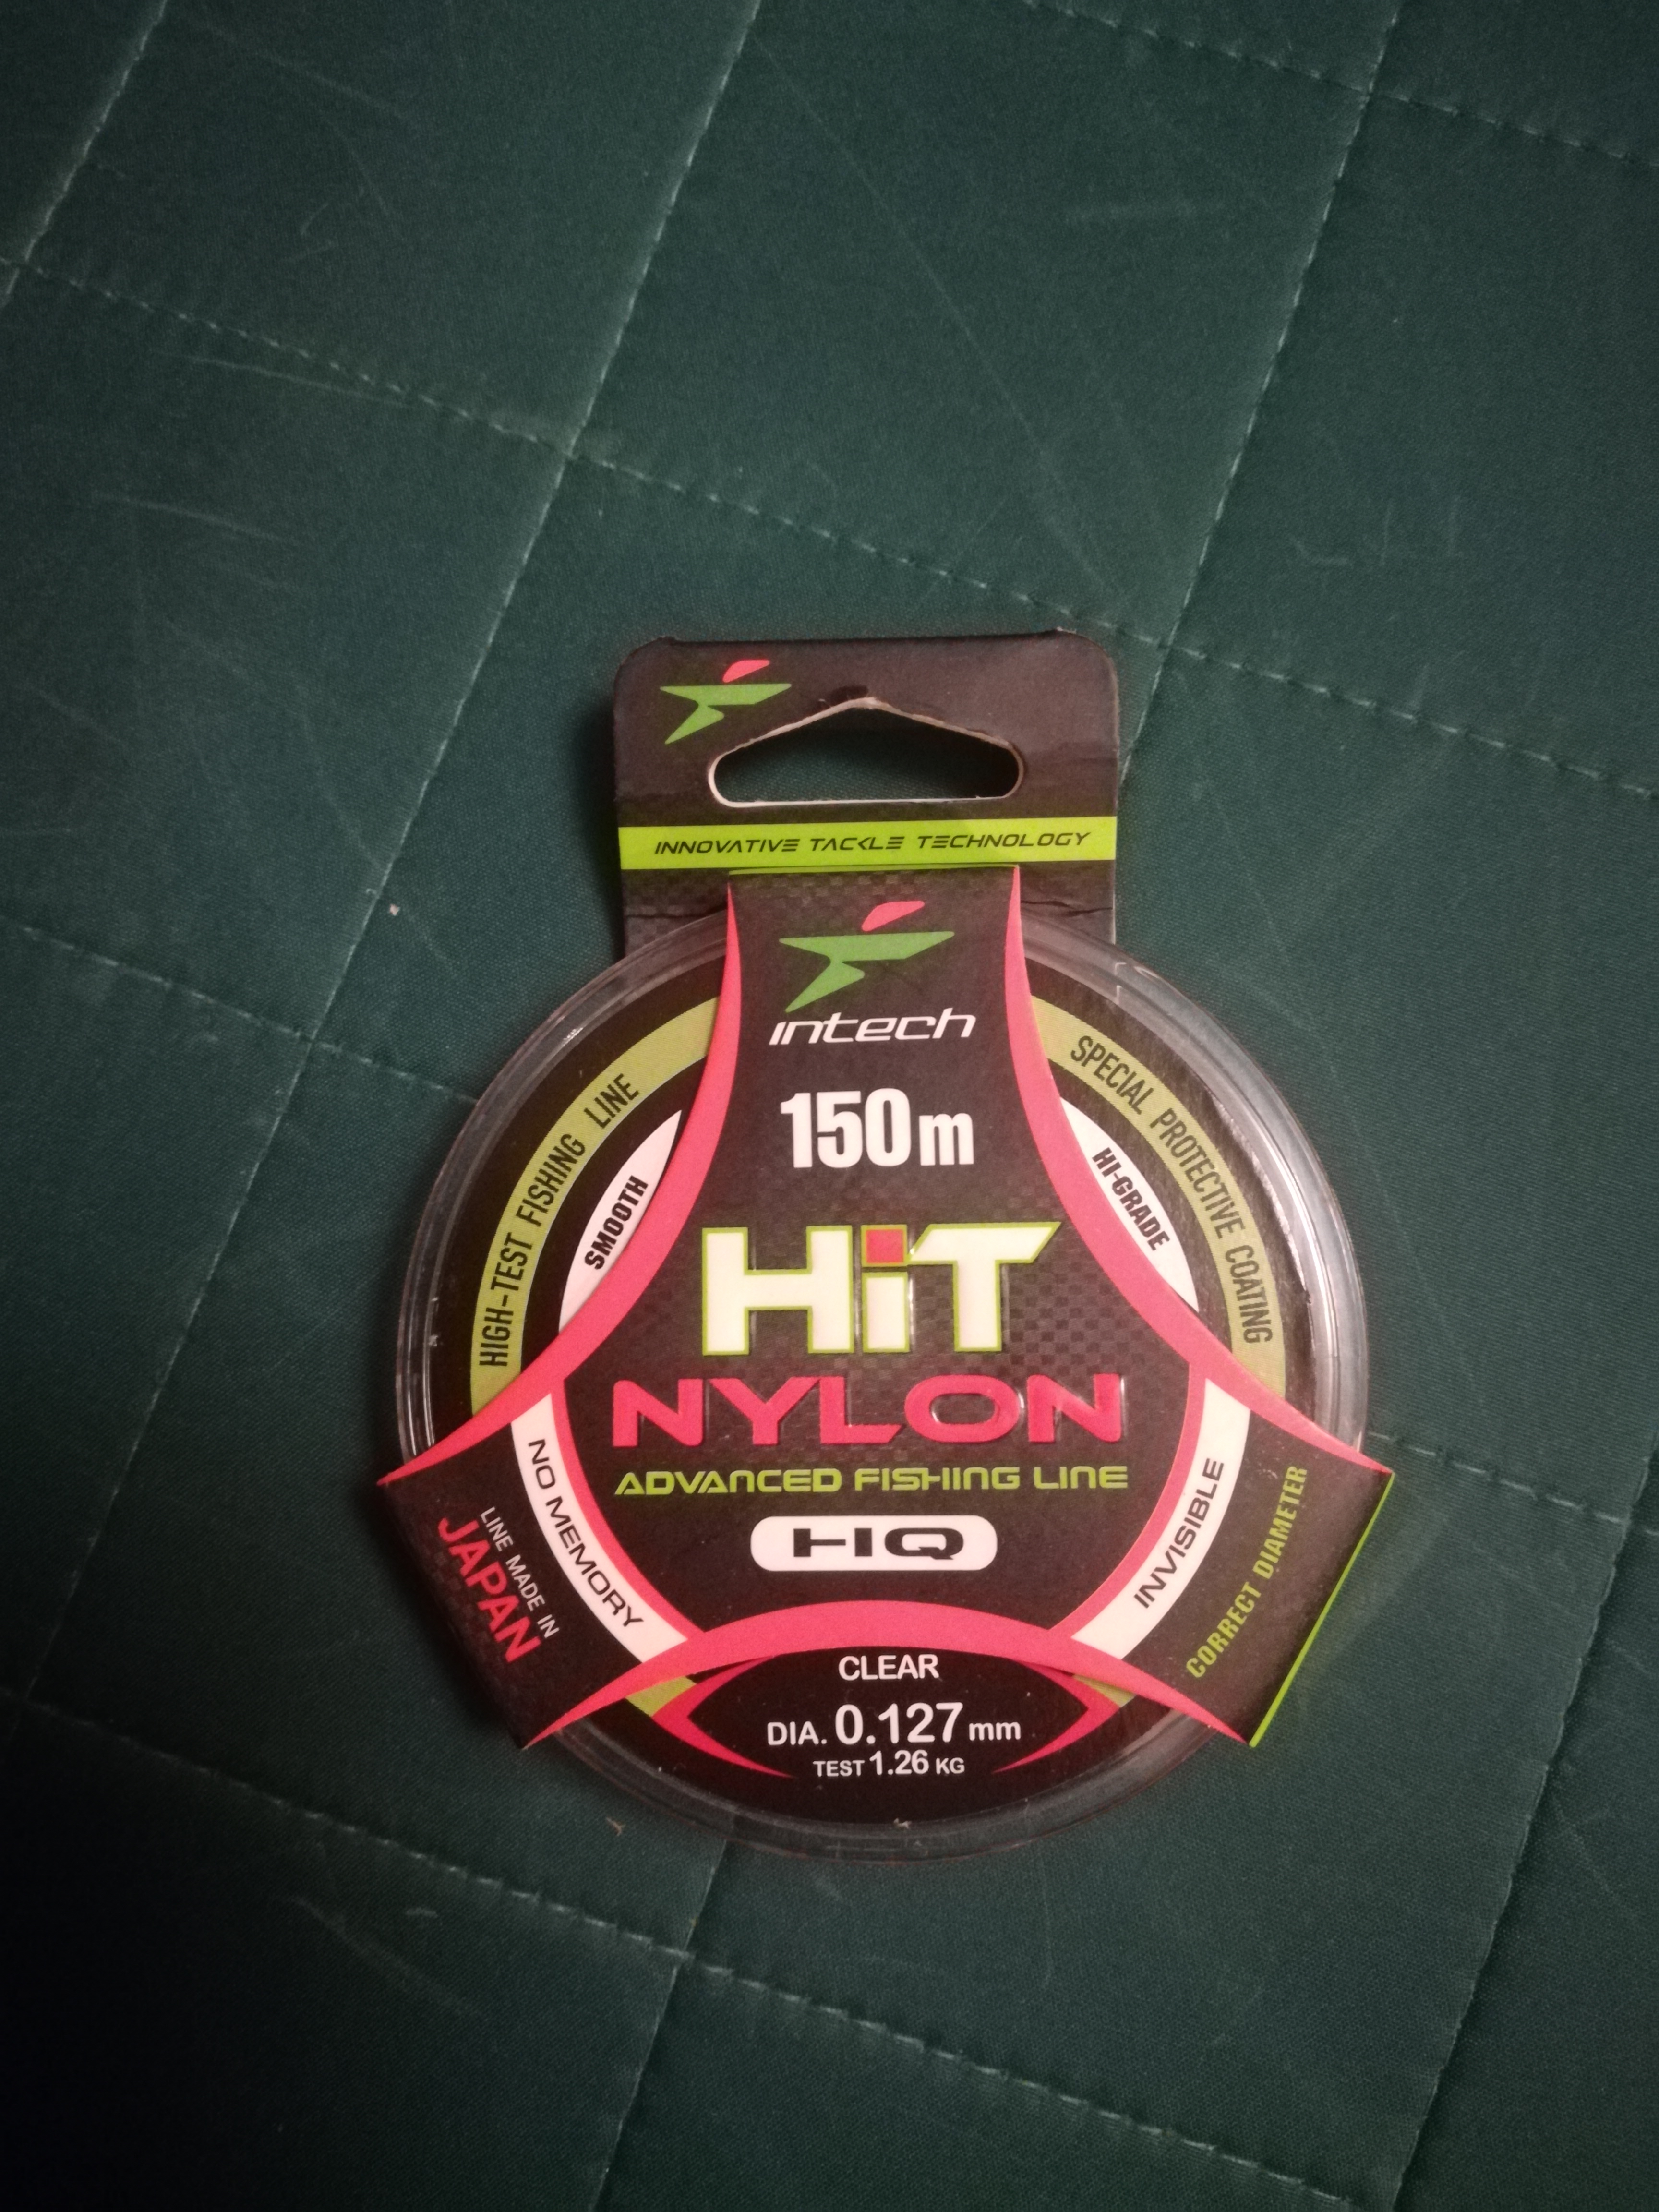 INNOVATIVE TACKLE TECHNOLOGY
intech
150m
HIGH-TEST FISHING LINE
SMOOTH
HI-GRADE
SPECIAL PROTECTIVE COATING
HiT
NYLON
ADVANCED FISHING LINE
HQ
NO MEMORY
LINE MADE IN
JAPAN
INVISIBLE
CORRECT DIAMETER
CLEAR
DIA. 0.127 mm
TEST 1.26 KG